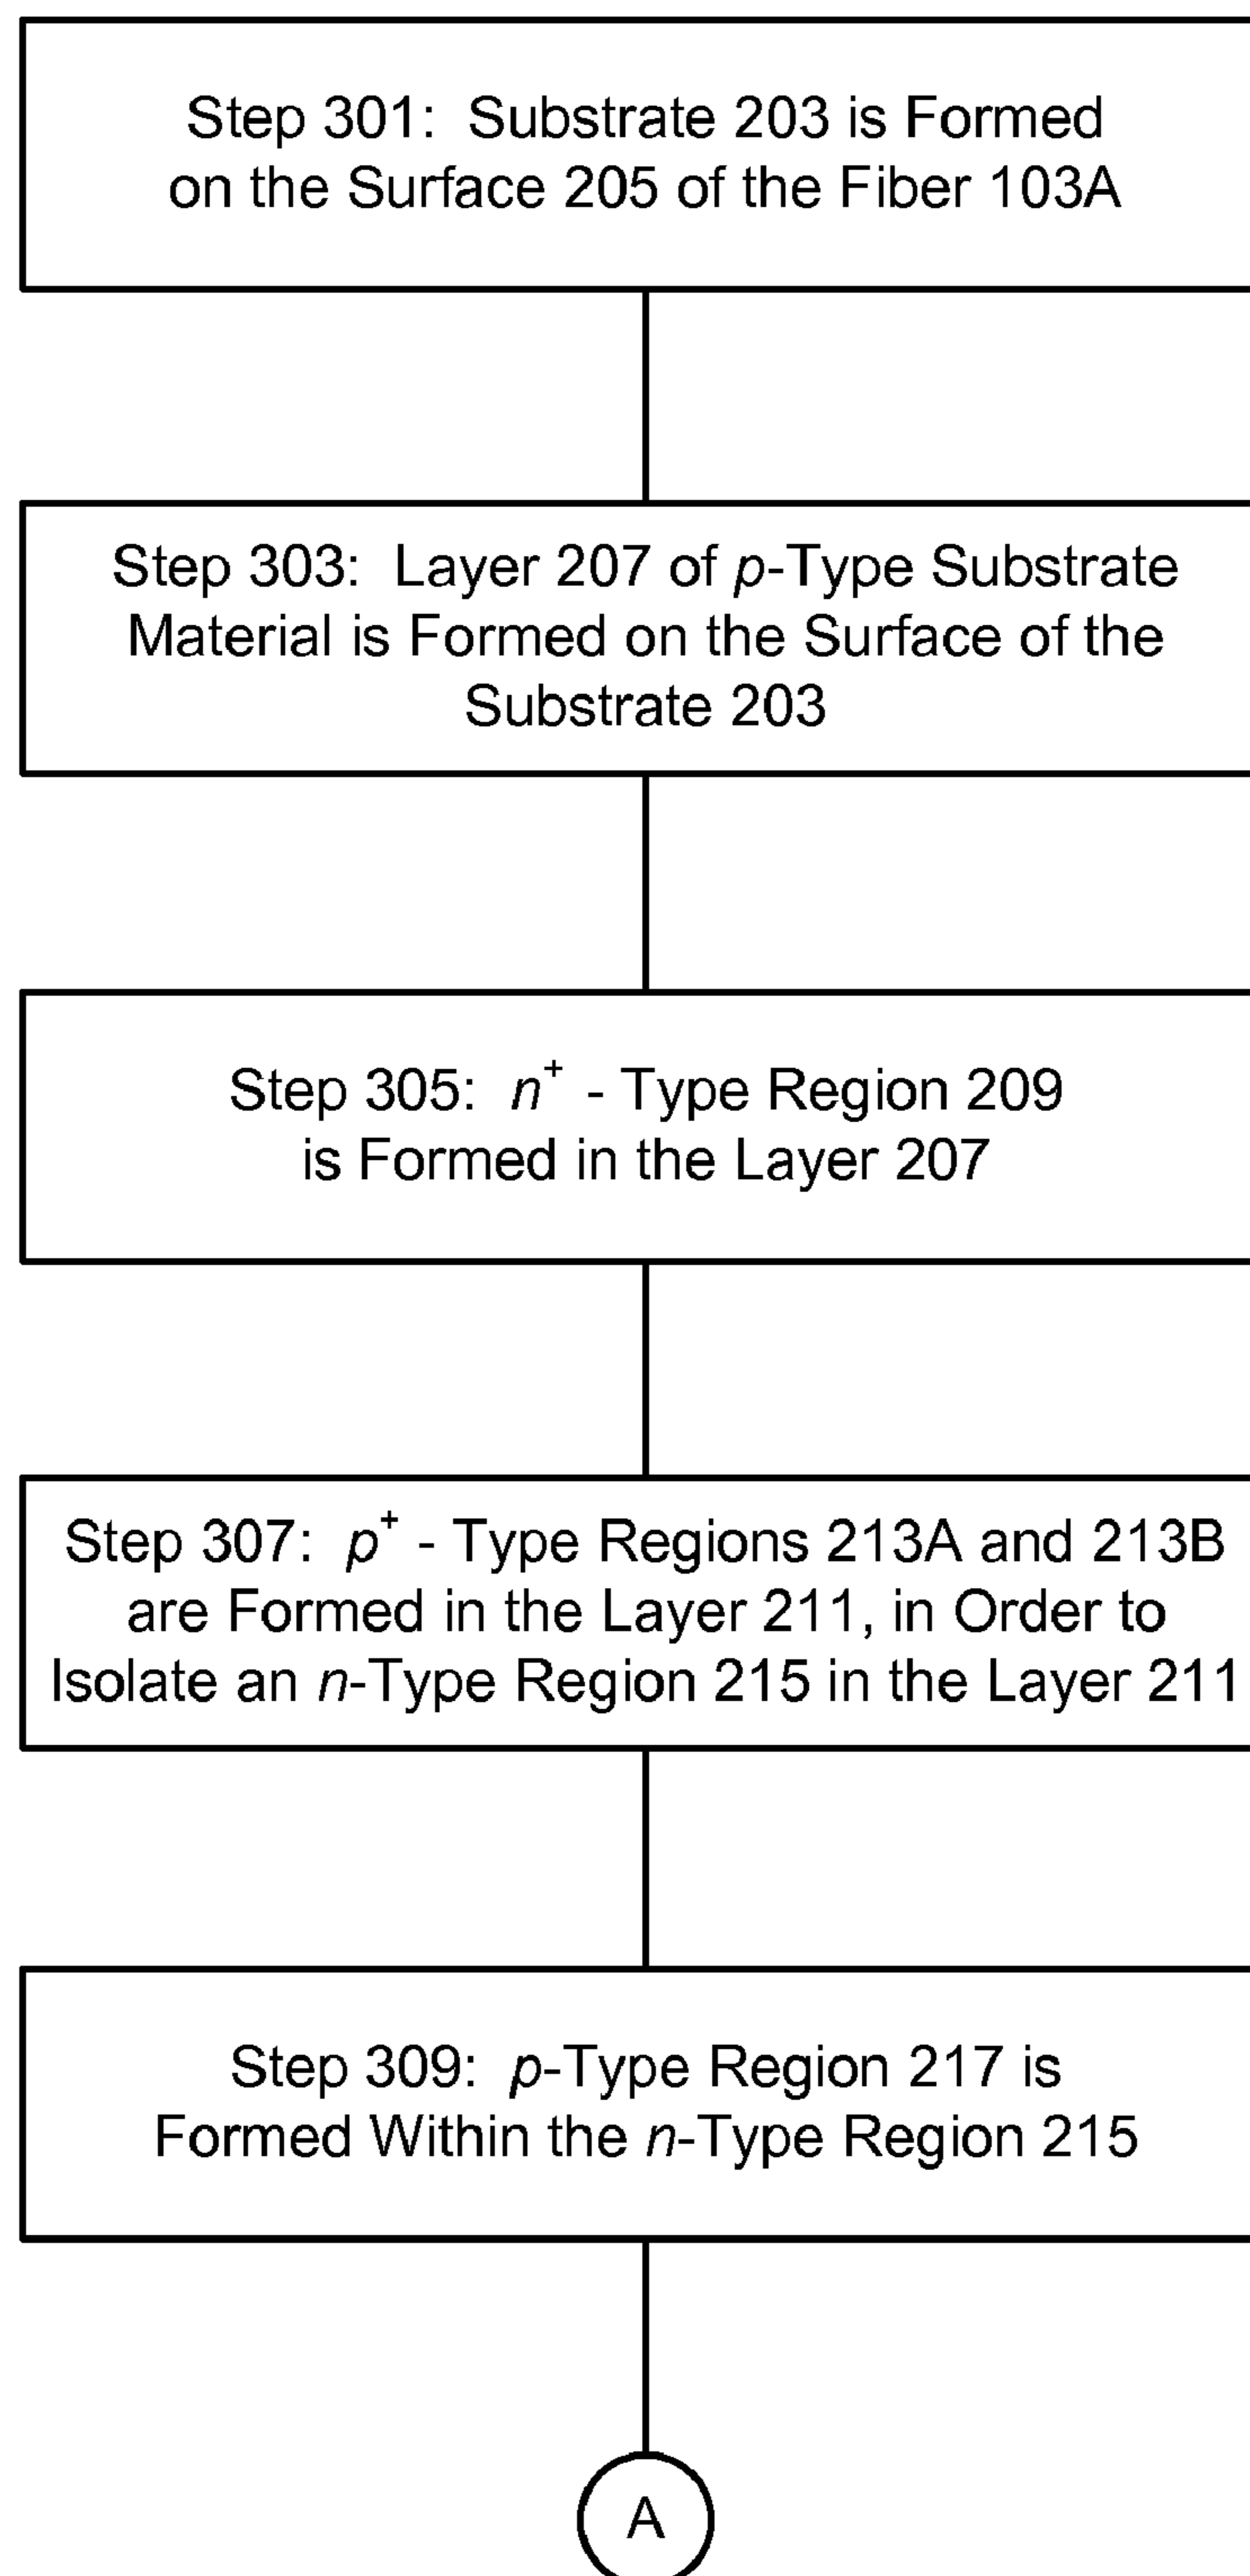 Step 301: Substrate 203 is Formed
on the Surface 205 of the Fiber 103A
Step 303: Layer 207 of p-Type Substrate
Material is Formed on the Surface of the
Substrate 203
Step 305: n⁺ - Type Region 209
is Formed in the Layer 207
Step 307: p⁺ - Type Regions 213A and 213B
are Formed in the Layer 211, in Order to
Isolate an n-Type Region 215 in the Layer 211
Step 309: p-Type Region 217 is
Formed Within the n-Type Region 215
A